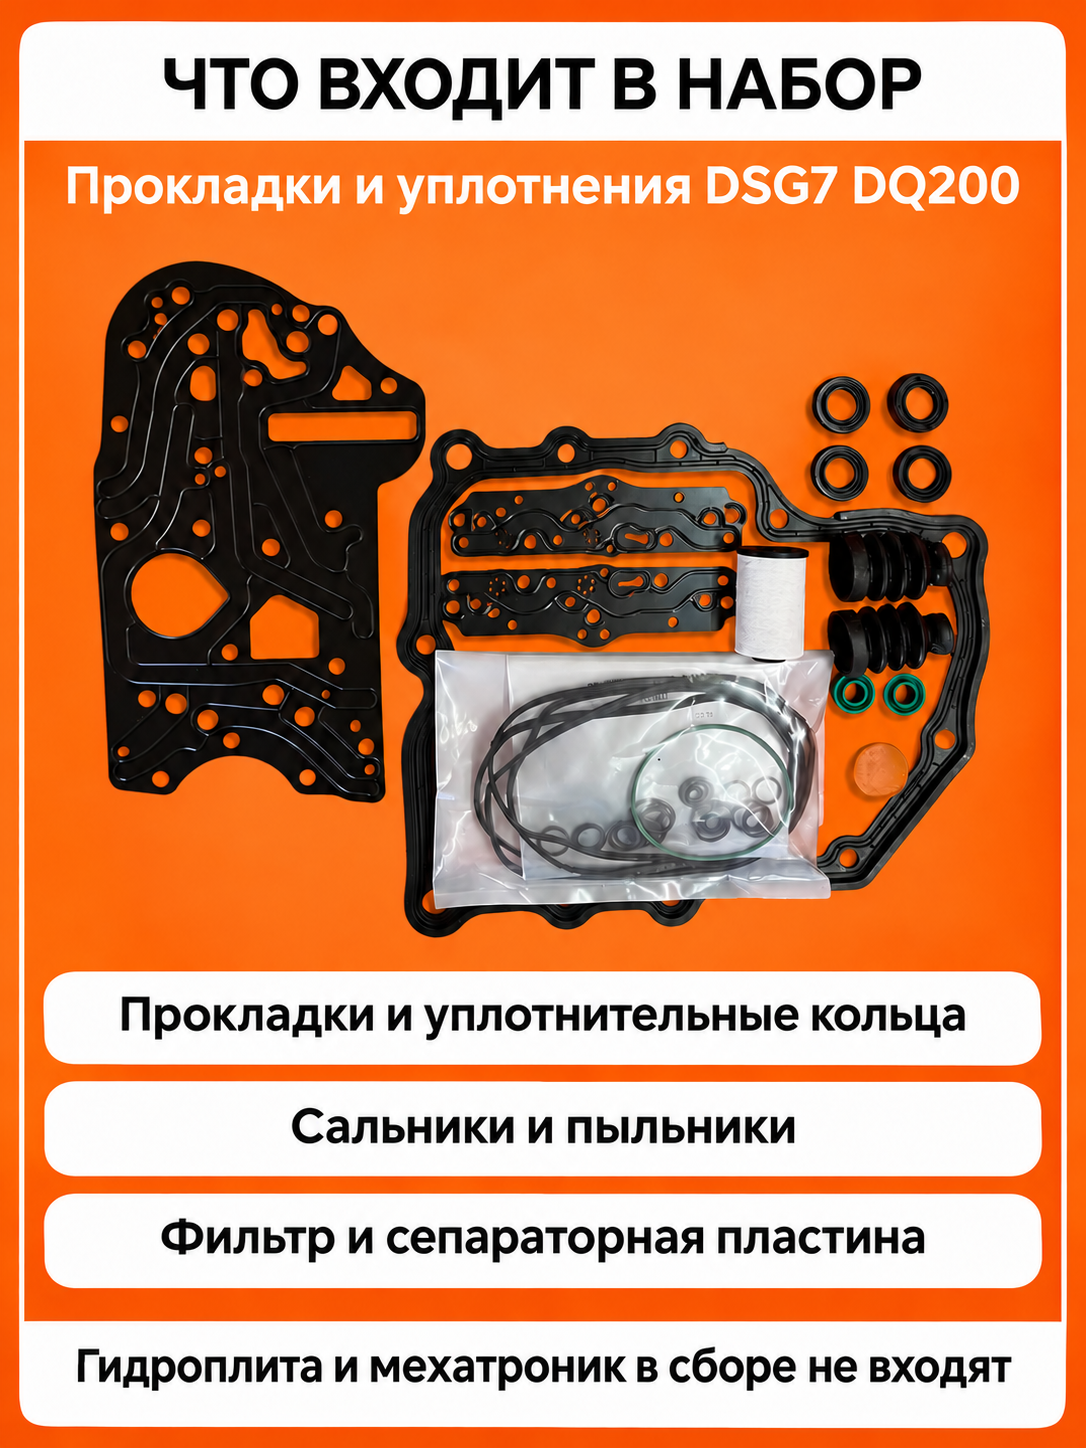 ЧТО ВХОДИТ В НАБОР
Прокладки и уплотнения DSG7 DQ200
Прокладки и уплотнительные кольца
Сальники и пыльники
Фильтр и сепараторная пластина
Гидроплита и мехатроник в сборе не входят